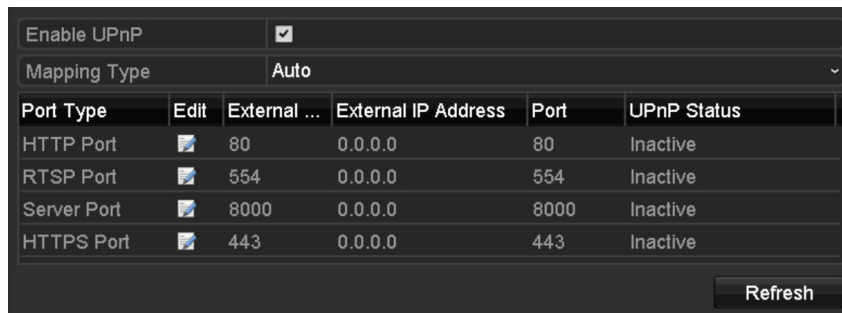 Enable UPnP
Mapping Type Auto
Port Type Edit External ... External IP Address Port UPnP Status
HTTP Port 80 0.0.0.0 80 Inactive
RTSP Port 554 0.0.0.0 554 Inactive
Server Port 8000 0.0.0.0 8000 Inactive
HTTPS Port 443 0.0.0.0 443 Inactive
Refresh